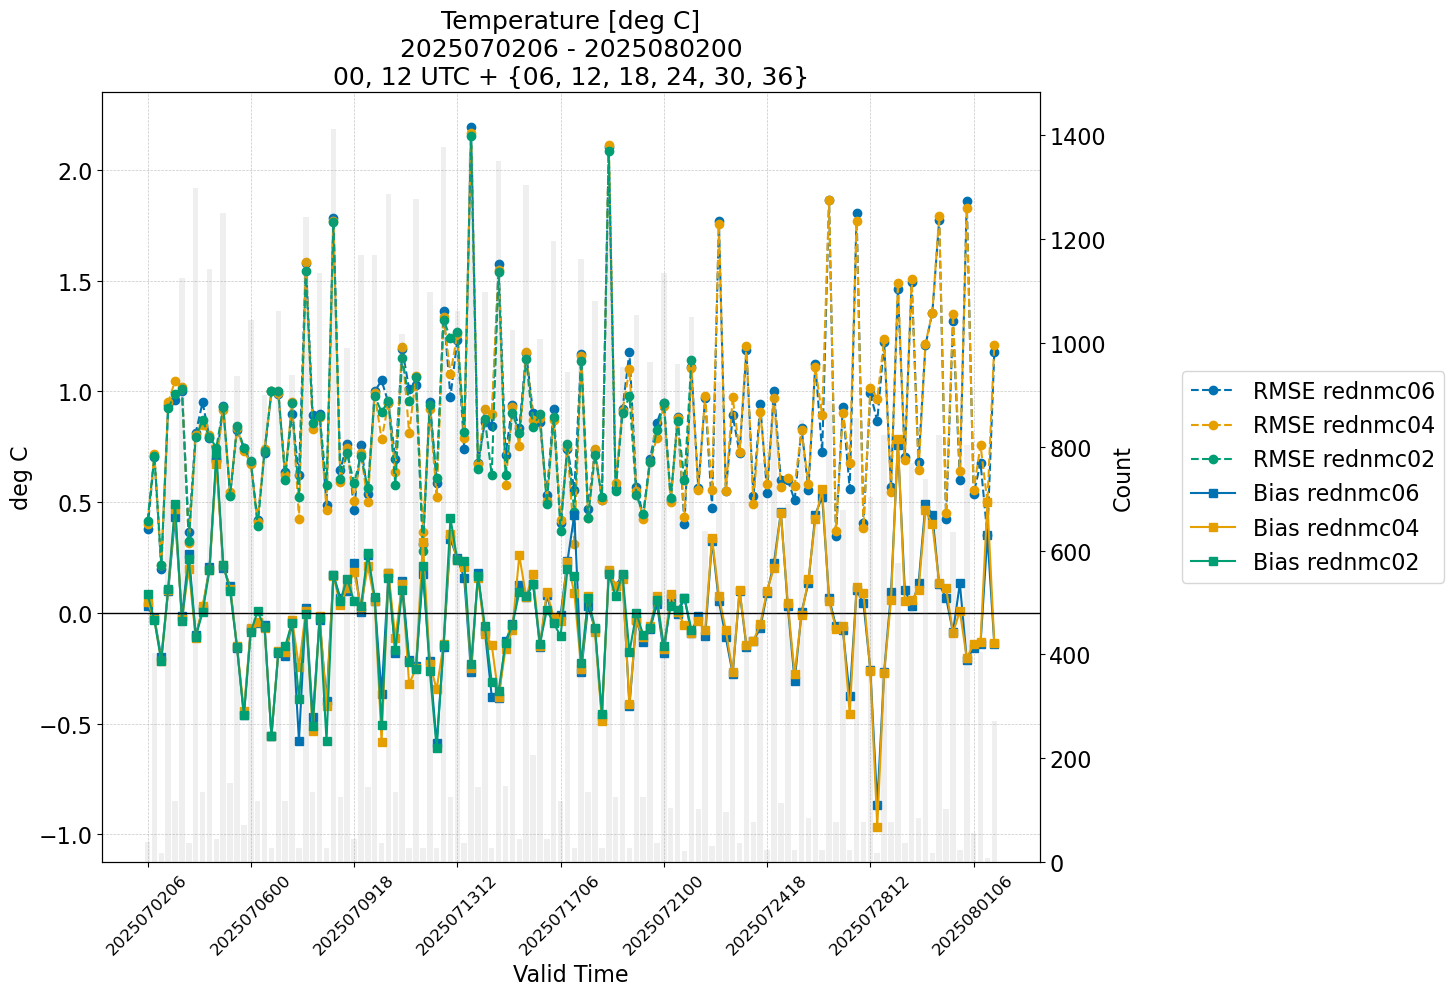 Temperature [deg C]
2025070206 - 2025080200
00, 12 UTC + {06, 12, 18, 24, 30, 36}
deg C
2.0
1.5
1.0
0.5
0.0
−0.5
−1.0
1400
1200
1000
800
600
400
200
0
Count
2025070206
2025070600
2025070918
2025071312
2025071706
2025072100
2025072418
2025072812
2025080106
Valid Time
RMSE rednmc06
RMSE rednmc04
RMSE rednmc02
Bias rednmc06
Bias rednmc04
Bias rednmc02